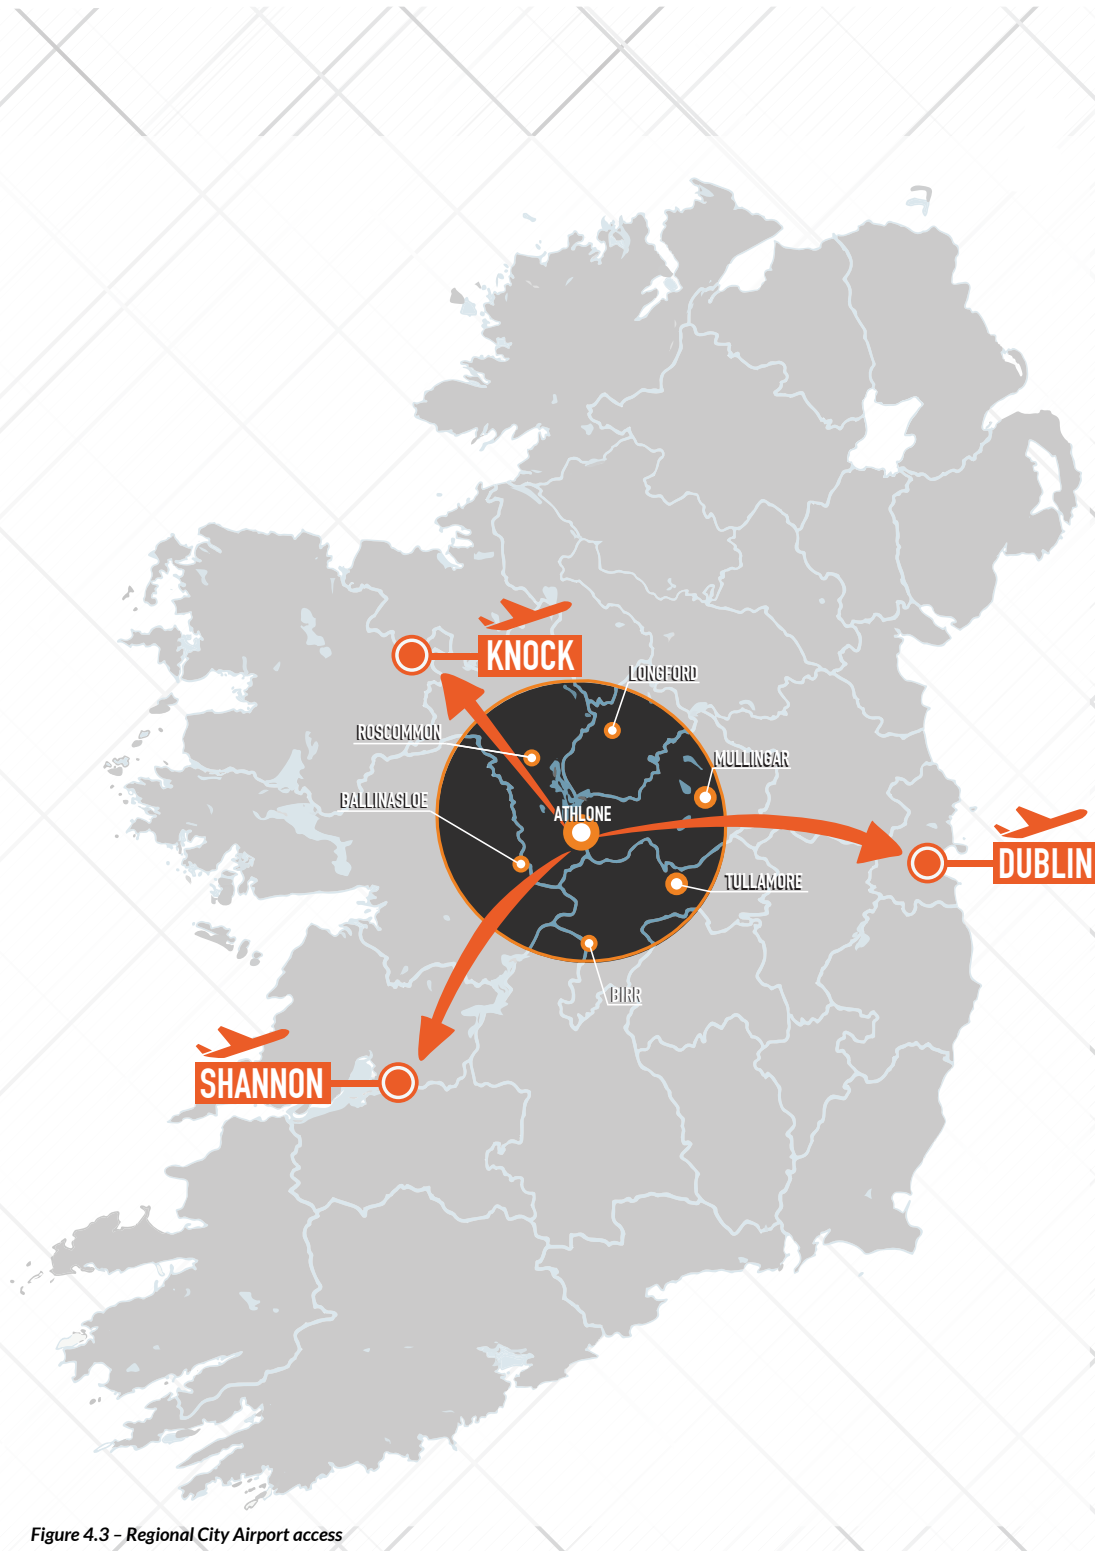 KNOCK
LONGFORD
ROSCOMMON
MULLINGAR
BALLINASLOE
ATHLONE
DUBLIN
TULLAMORE
BIRR
SHANNON
Figure 4.3 – Regional City Airport access